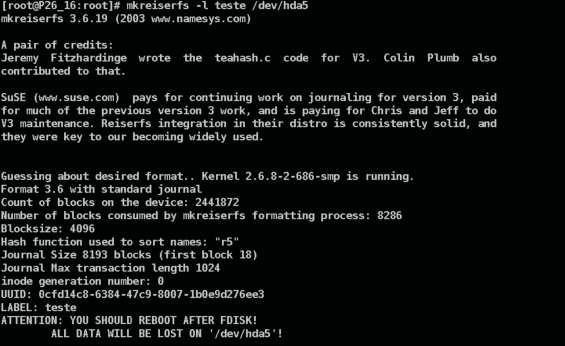 [root@P26_16:root]# mkreiserfs -l teste /dev/hda5
mkreiserfs 3.6.19 (2003 www.namesys.com)
A pair of credits:
Jeremy Fitzhardinge wrote the teahash.c code for V3. Colin Plumb also
contributed to that.
SuSE (www.suse.com) pays for continuing work on journaling for version 3, paid
for much of the previous version 3 work, and is paying for Chris and Jeff to do
V3 maintenance. Reiserfs integration in their distro is consistently solid, and
they were key to our becoming widely used.
Guessing about desired format.. Kernel 2.6.8-2-686-smp is running.
Format 3.6 with standard journal
Count of blocks on the device: 2441872
Number of blocks consumed by mkreiserfs formatting process: 8286
Blocksize: 4096
Hash function used to sort names: "r5"
Journal Size 8193 blocks (first block 18)
Journal Max transaction length 1024
inode generation number: 0
UUID: 0cfd14c8-6384-47c9-8007-1b0e9d276ee3
LABEL: teste
ATTENTION: YOU SHOULD REBOOT AFTER FDISK!
ALL DATA WILL BE LOST ON '/dev/hda5'!